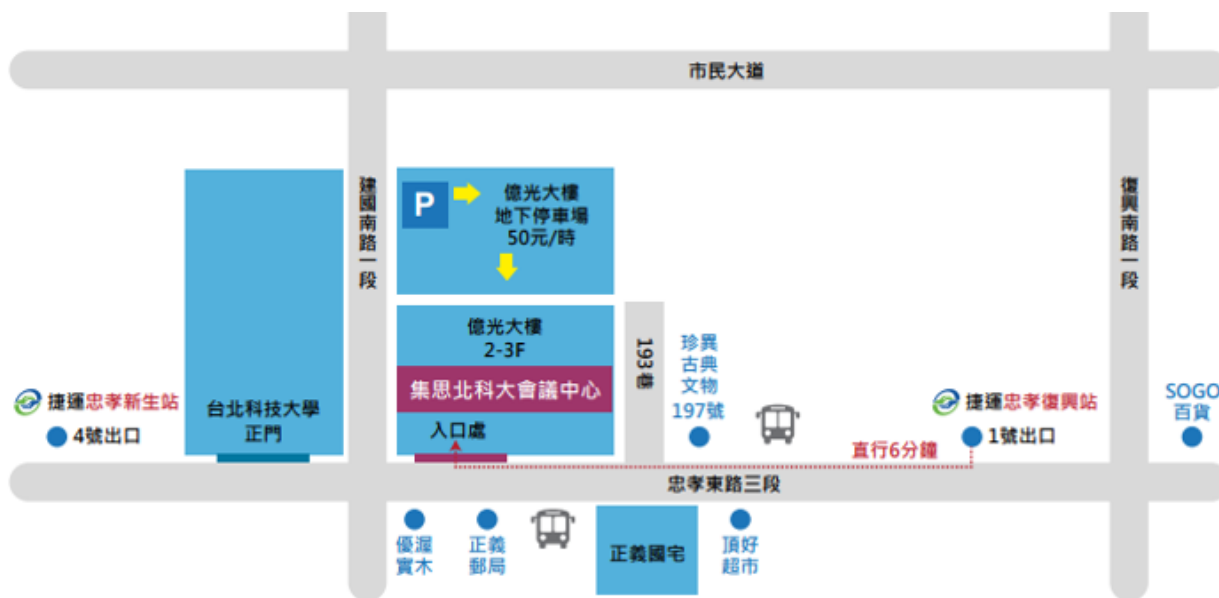 市民大道
建國南路一段
復興南路一段
P
億光大樓
地下停車場
50元/時
億光大樓
2-3F
集思北科大會議中心
入口處
193巷
珍異
古典
文物
197號
捷運忠孝新生站
4號出口
台北科技大學
正門
捷運忠孝復興站
1號出口
SOGO
百貨
直行6分鐘
忠孝東路三段
優渥
實木
正義
郵局
正義國宅
頂好
超市